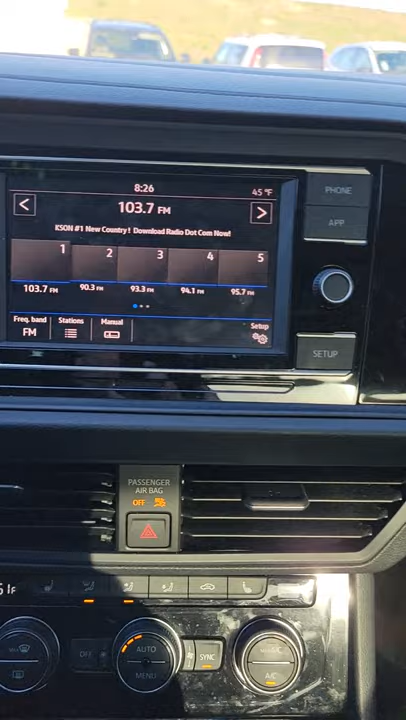 8:26
45 °F
103.7 FM
KSON #1 New Country! Download Radio Dot Com Now!
1 2 3 4 5
103.7 FM 90.3 FM 93.3 FM 94.1 FM 95.7 FM
Freq. band Stations Manual Setup
FM
PHONE
APP
SETUP
PASSENGER
AIR BAG
OFF
OFF AUTO SYNC
MENU A/C